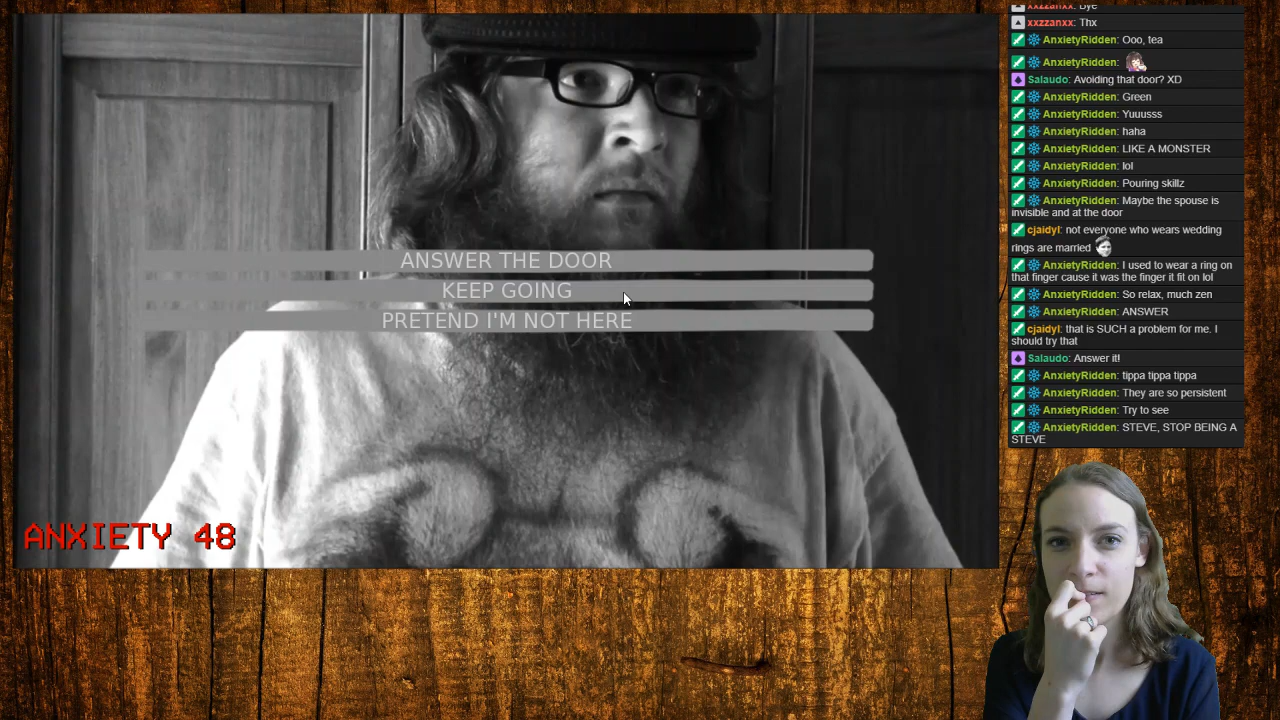 ANSWER THE DOOR
KEEP GOING
PRETEND I'M NOT HERE
ANXIETY 48
xxzzanxx: Bye
xxzzanxx: Thx
AnxietyRidden: Ooo, tea
AnxietyRidden:
Salaudo: Avoiding that door? XD
AnxietyRidden: Green
AnxietyRidden: Yuuusss
AnxietyRidden: haha
AnxietyRidden: LIKE A MONSTER
AnxietyRidden: lol
AnxietyRidden: Pouring skillz
AnxietyRidden: Maybe the spouse is
invisible and at the door
cjaidyl: not everyone who wears wedding
rings are married
AnxietyRidden: I used to wear a ring on
that finger cause it was the finger it fit on lol
AnxietyRidden: So relax, much zen
AnxietyRidden: ANSWER
cjaidyl: that is SUCH a problem for me. I
should try that
Salaudo: Answer it!
AnxietyRidden: tippa tippa tippa
AnxietyRidden: They are so persistent
AnxietyRidden: Try to see
AnxietyRidden: STEVE, STOP BEING A
STEVE